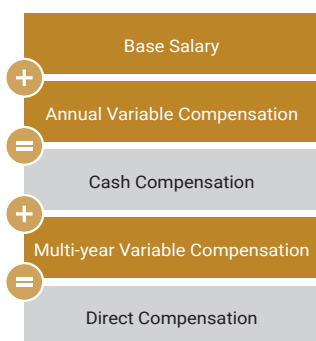 Base Salary
+
Annual Variable Compensation
=
Cash Compensation
+
Multi-year Variable Compensation
=
Direct Compensation